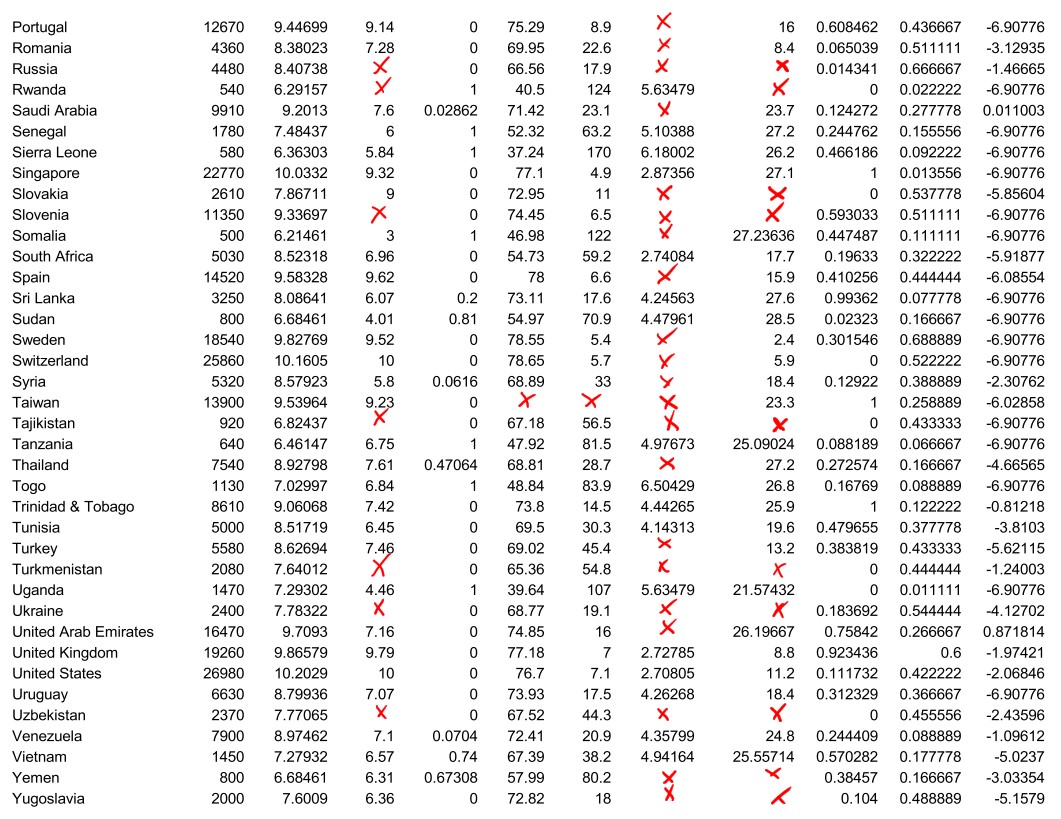 Portugal 12670 9.44699 9.14 0 75.29 8.9 16 0.608462 0.436667 -6.90776
Romania 4360 8.38023 7.28 0 69.95 22.6 8.4 0.065039 0.511111 -3.12935
Russia 4480 8.40738 0 66.56 17.9 0.014341 0.666667 -1.46665
Rwanda 540 6.29157 1 40.5 124 5.63479 0 0.022222 -6.90776
Saudi Arabia 9910 9.2013 7.6 0.02862 71.42 23.1 23.7 0.124272 0.277778 0.011003
Senegal 1780 7.48437 6 1 52.32 63.2 5.10388 27.2 0.244762 0.155556 -6.90776
Sierra Leone 580 6.36303 5.84 1 37.24 170 6.18002 26.2 0.466186 0.092222 -6.90776
Singapore 22770 10.0332 9.32 0 77.1 4.9 2.87356 27.1 1 0.013556 -6.90776
Slovakia 2610 7.86711 9 0 72.95 11 0 0.537778 -5.85604
Slovenia 11350 9.33697 0 74.45 6.5 0.593033 0.511111 -6.90776
Somalia 500 6.21461 3 1 46.98 122 27.23636 0.447487 0.111111 -6.90776
South Africa 5030 8.52318 6.96 0 54.73 59.2 2.74084 17.7 0.19633 0.322222 -5.91877
Spain 14520 9.58328 9.62 0 78 6.6 15.9 0.410256 0.444444 -6.08554
Sri Lanka 3250 8.08641 6.07 0.2 73.11 17.6 4.24563 27.6 0.99362 0.077778 -6.90776
Sudan 800 6.68461 4.01 0.81 54.97 70.9 4.47961 28.5 0.02323 0.166667 -6.90776
Sweden 18540 9.82769 9.52 0 78.55 5.4 2.4 0.301546 0.688889 -6.90776
Switzerland 25860 10.1605 10 0 78.65 5.7 5.9 0 0.522222 -6.90776
Syria 5320 8.57923 5.8 0.0616 68.89 33 18.4 0.12922 0.388889 -2.30762
Taiwan 13900 9.53964 9.23 0 23.3 1 0.258889 -6.02858
Tajikistan 920 6.82437 0 67.18 56.5 0 0.433333 -6.90776
Tanzania 640 6.46147 6.75 1 47.92 81.5 4.97673 25.09024 0.088189 0.066667 -6.90776
Thailand 7540 8.92798 7.61 0.47064 68.81 28.7 27.2 0.272574 0.166667 -4.66565
Togo 1130 7.02997 6.84 1 48.84 83.9 6.50429 26.8 0.16769 0.088889 -6.90776
Trinidad & Tobago 8610 9.06068 7.42 0 73.8 14.5 4.44265 25.9 1 0.122222 -0.81218
Tunisia 5000 8.51719 6.45 0 69.5 30.3 4.14313 19.6 0.479655 0.377778 -3.8103
Turkey 5580 8.62694 7.46 0 69.02 45.4 13.2 0.383819 0.433333 -5.62115
Turkmenistan 2080 7.64012 0 65.36 54.8 0 0.444444 -1.24003
Uganda 1470 7.29302 4.46 1 39.64 107 5.63479 21.57432 0 0.011111 -6.90776
Ukraine 2400 7.78322 0 68.77 19.1 0.183692 0.544444 -4.12702
United Arab Emirates 16470 9.7093 7.16 0 74.85 16 26.19667 0.75842 0.266667 0.871814
United Kingdom 19260 9.86579 9.79 0 77.18 7 2.72785 8.8 0.923436 0.6 -1.97421
United States 26980 10.2029 10 0 76.7 7.1 2.70805 11.2 0.111732 0.422222 -2.06846
Uruguay 6630 8.79936 7.07 0 73.93 17.5 4.26268 18.4 0.312329 0.366667 -6.90776
Uzbekistan 2370 7.77065 0 67.52 44.3 0 0.455556 -2.43596
Venezuela 7900 8.97462 7.1 0.0704 72.41 20.9 4.35799 24.8 0.244409 0.088889 -1.09612
Vietnam 1450 7.27932 6.57 0.74 67.39 38.2 4.94164 25.55714 0.570282 0.177778 -5.0237
Yemen 800 6.68461 6.31 0.67308 57.99 80.2 0.38457 0.166667 -3.03354
Yugoslavia 2000 7.6009 6.36 0 72.82 18 0.104 0.488889 -5.1579